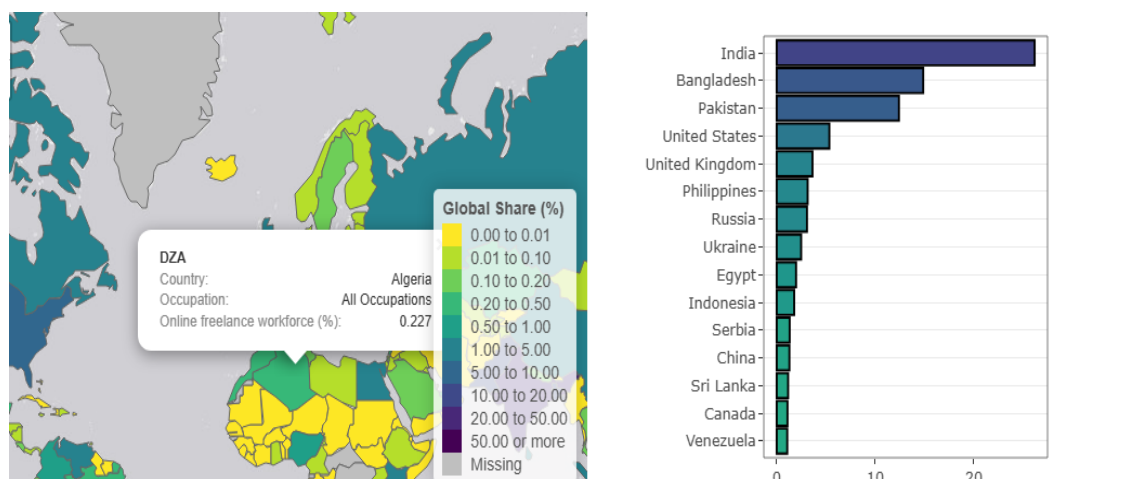 Global Share (%)
0.00 to 0.01
0.01 to 0.10
0.10 to 0.20
0.20 to 0.50
0.50 to 1.00
1.00 to 5.00
5.00 to 10.00
10.00 to 20.00
20.00 to 50.00
50.00 or more
Missing
DZA
Country: Algeria
Occupation: All Occupations
Online freelance workforce (%): 0.227
India
Bangladesh
Pakistan
United States
United Kingdom
Philippines
Russia
Ukraine
Egypt
Indonesia
Serbia
China
Sri Lanka
Canada
Venezuela
0 10 20